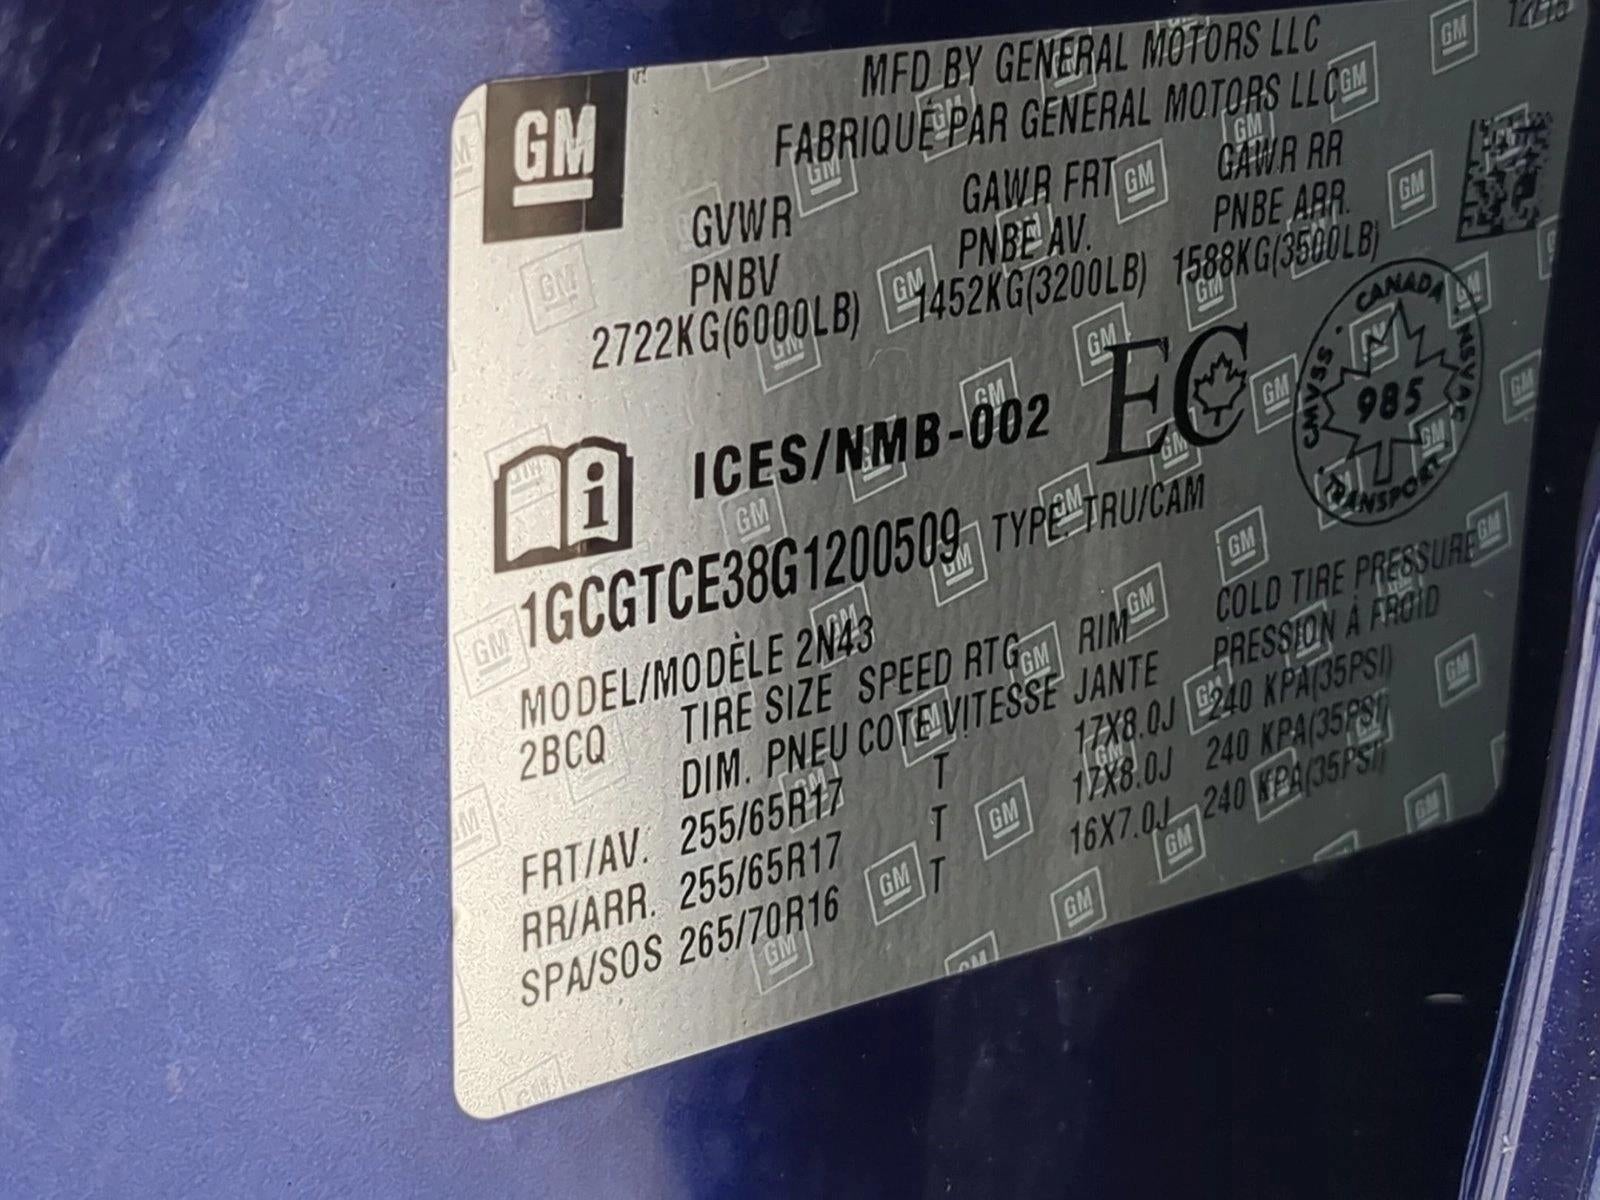 GM
12/15
MFD BY GENERAL MOTORS LLC
FABRIQUÉ PAR GENERAL MOTORS LLC
GVWR GAWR FRT GAWR RR
PNBV PNBE AV. PNBE ARR.
2722KG(6000LB) 1452KG(3200LB) 1588KG(3500LB)
i ICES/NMB-002 EC
CANADA · NSVAC · TRANSPORT · CMVSS
985
1GCGTCE38G1200509 TYPE: TRU/CAM
MODEL/MODÈLE 2N43
2BCQ TIRE SIZE SPEED RTG RIM COLD TIRE PRESSURE
DIM. PNEU COTE VITESSE JANTE PRESSION À FROID
FRT/AV. 255/65R17 T 17X8.0J 240 KPA(35PSI)
RR/ARR. 255/65R17 T 17X8.0J 240 KPA(35PSI)
SPA/SOS 265/70R16 T 16X7.0J 240 KPA(35PSI)